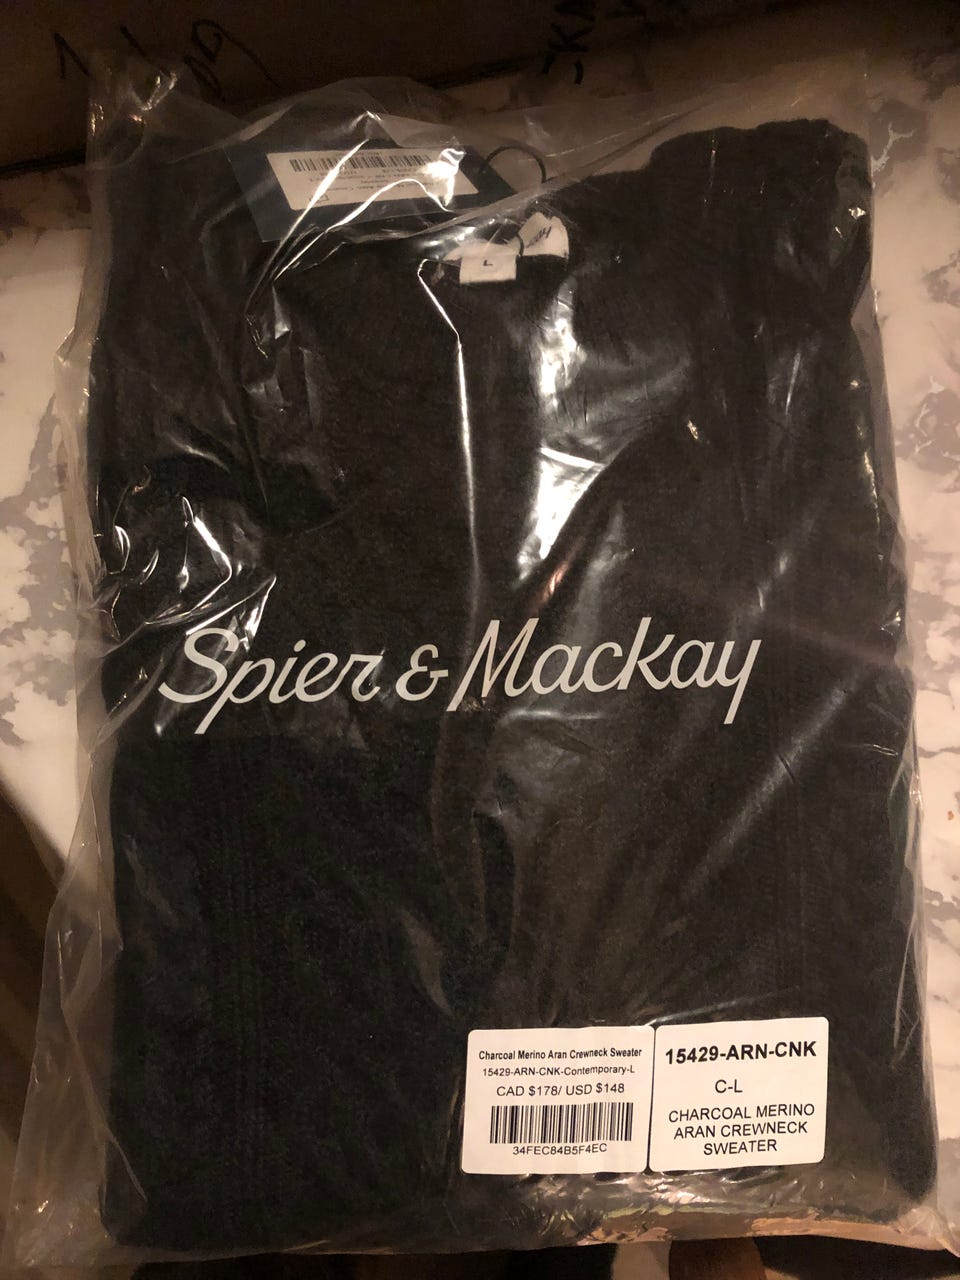 L
Spier & Mackay
Charcoal Merino Aran Crewneck Sweater
15429-ARN-CNK-Contemporary-L
CAD $178/ USD $148
34FEC84B5F4EC
15429-ARN-CNK
C-L
CHARCOAL MERINO
ARAN CREWNECK
SWEATER